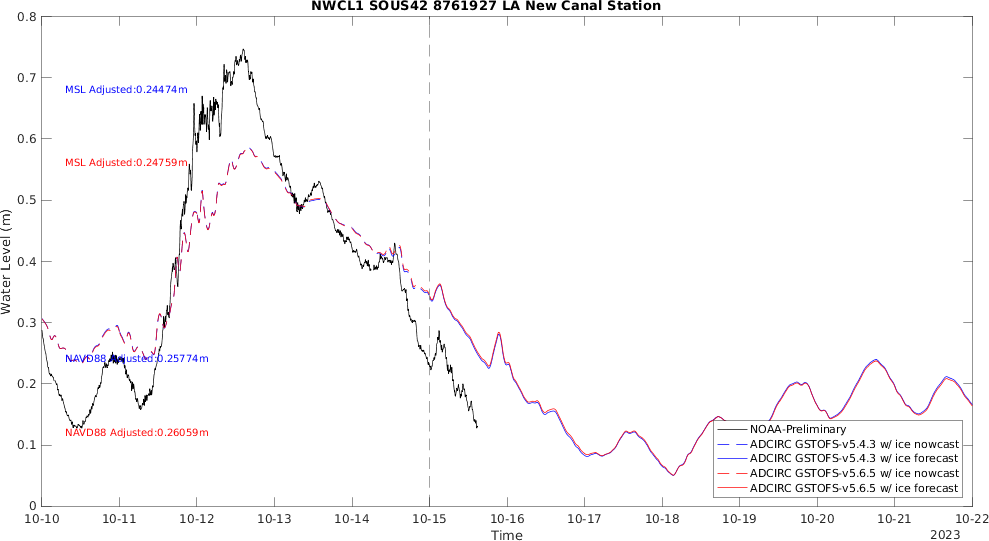 NWCL1 SOUS42 8761927 LA New Canal Station
Water Level (m)
0.8
0.7
0.6
0.5
0.4
0.3
0.2
0.1
0
MSL Adjusted:0.24474m
MSL Adjusted:0.24759m
NAVD88 Adjusted:0.25774m
NAVD88 Adjusted:0.26059m
NOAA-Preliminary
ADCIRC GSTOFS-v5.4.3 w/ ice nowcast
ADCIRC GSTOFS-v5.4.3 w/ ice forecast
ADCIRC GSTOFS-v5.6.5 w/ ice nowcast
ADCIRC GSTOFS-v5.6.5 w/ ice forecast
10-10 10-11 10-12 10-13 10-14 10-15 10-16 10-17 10-18 10-19 10-20 10-21 10-22
Time 2023